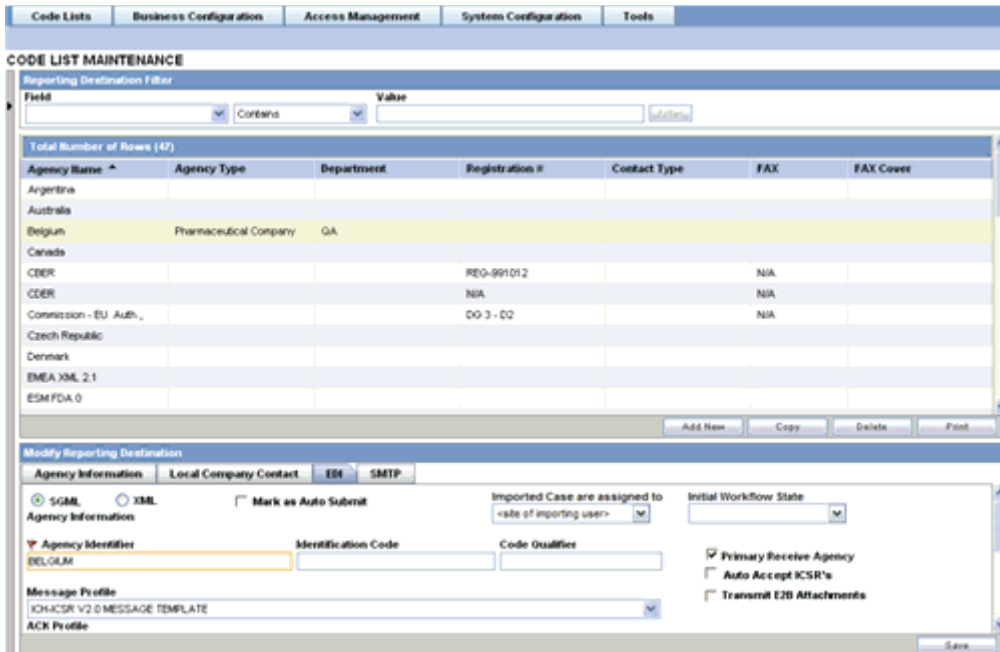 Code Lists Business Configuration Access Management System Configuration Tools
CODE LIST MAINTENANCE
Reporting Destination Filter
Field Value
Contains
Total Number of Rows (47)
Agency Name Agency Type Department Registration # Contact Type FAX FAX Cover
Argentina
Australia
Belgium Pharmaceutical Company QA
Canada
CBER REG-991012 N/A
CDER N/A N/A
Commission - EU. Auth., DG 3 - D2 N/A
Czech Republic
Denmark
EMEA XML 2.1
ESM FDA 0
Add New Copy Delete Print
Modify Reporting Destination
Agency Information Local Company Contact EDI SMTP
SGML XML Mark as Auto Submit Imported Case are assigned to Initial Workflow State
<site of importing user>
Agency Information
Agency Identifier Identification Code Code Qualifier
BELGIUM
Primary Receive Agency
Auto Accept ICSR's
Transmit E2B Attachments
Message Profile
ICH-ICSR V2.0 MESSAGE TEMPLATE
ACK Profile
Save